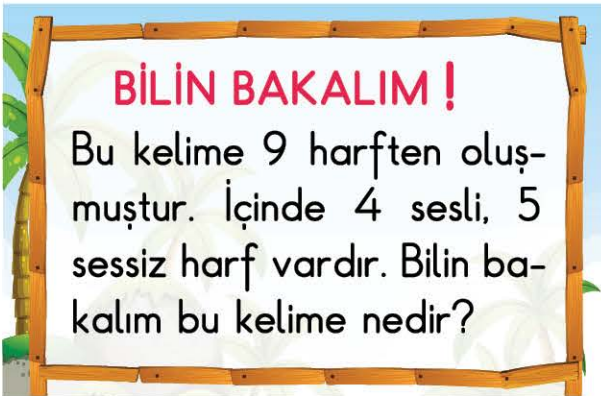 BİLİN BAKALIM !
Bu kelime 9 harften oluş-
muştur. İçinde 4 sesli, 5
sessiz harf vardır. Bilin ba-
kalım bu kelime nedir?